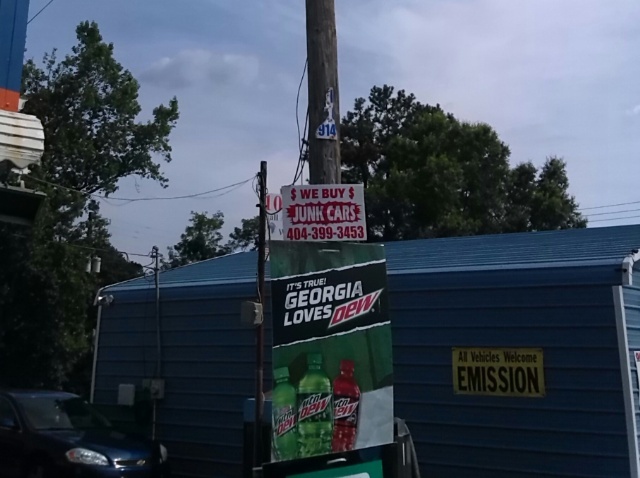 914
$ WE BUY $
JUNK CARS
404-399-3453
IT'S TRUE!
GEORGIA
LOVES DEW
MTN DEW
MTN DEW
MTN DEW
All Vehicles Welcome
EMISSION